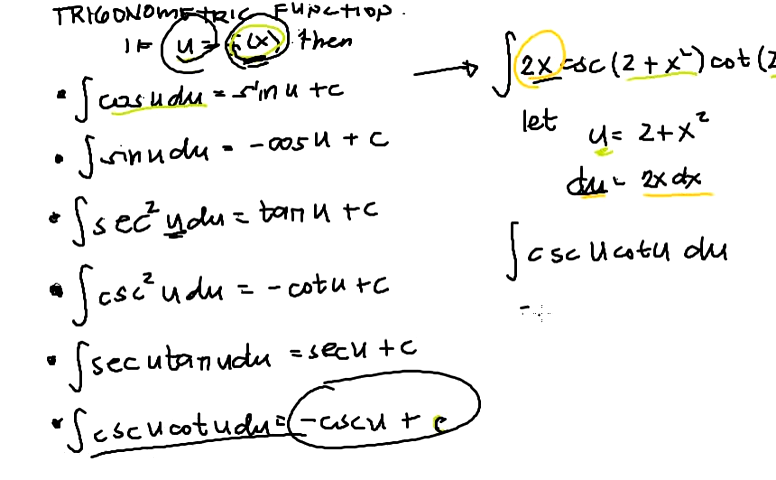 TRIGONOMETRIC FUNCTION.
IF u = f(x), then
• ∫ cos u du = sin u + c
• ∫ sin u du = -cos u + c
• ∫ sec² u du = tan u + c
• ∫ csc² u du = -cot u + c
• ∫ sec u tan u du = sec u + c
• ∫ csc u cot u du = -csc u + c
→ ∫ 2x csc (2 + x²) cot (2
let u = 2 + x²
du = 2x dx
∫ csc u cot u du
=